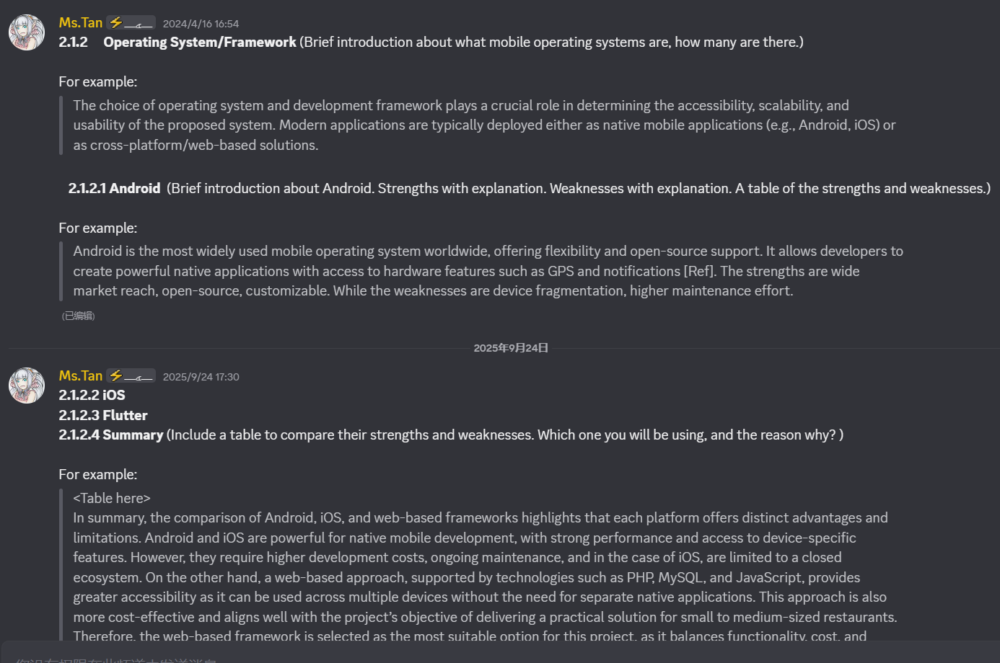 Ms.Tan 2024/4/16 16:54
2.1.2 Operating System/Framework (Brief introduction about what mobile operating systems are, how many are there.)
For example:
The choice of operating system and development framework plays a crucial role in determining the accessibility, scalability, and
usability of the proposed system. Modern applications are typically deployed either as native mobile applications (e.g., Android, iOS) or
as cross-platform/web-based solutions.
2.1.2.1 Android (Brief introduction about Android. Strengths with explanation. Weaknesses with explanation. A table of the strengths and weaknesses.)
For example:
Android is the most widely used mobile operating system worldwide, offering flexibility and open-source support. It allows developers to
create powerful native applications with access to hardware features such as GPS and notifications [Ref]. The strengths are wide
market reach, open-source, customizable. While the weaknesses are device fragmentation, higher maintenance effort.
(已编辑)
2025年9月24日
Ms.Tan 2025/9/24 17:30
2.1.2.2 iOS
2.1.2.3 Flutter
2.1.2.4 Summary (Include a table to compare their strengths and weaknesses. Which one you will be using, and the reason why? )
For example:
<Table here>
In summary, the comparison of Android, iOS, and web-based frameworks highlights that each platform offers distinct advantages and
limitations. Android and iOS are powerful for native mobile development, with strong performance and access to device-specific
features. However, they require higher development costs, ongoing maintenance, and in the case of iOS, are limited to a closed
ecosystem. On the other hand, a web-based approach, supported by technologies such as PHP, MySQL, and JavaScript, provides
greater accessibility as it can be used across multiple devices without the need for separate native applications. This approach is also
more cost-effective and aligns well with the project's objective of delivering a practical solution for small to medium-sized restaurants.
Therefore, the web-based framework is selected as the most suitable option for this project, as it balances functionality, cost, and
您没有权限在此频道中发送消息